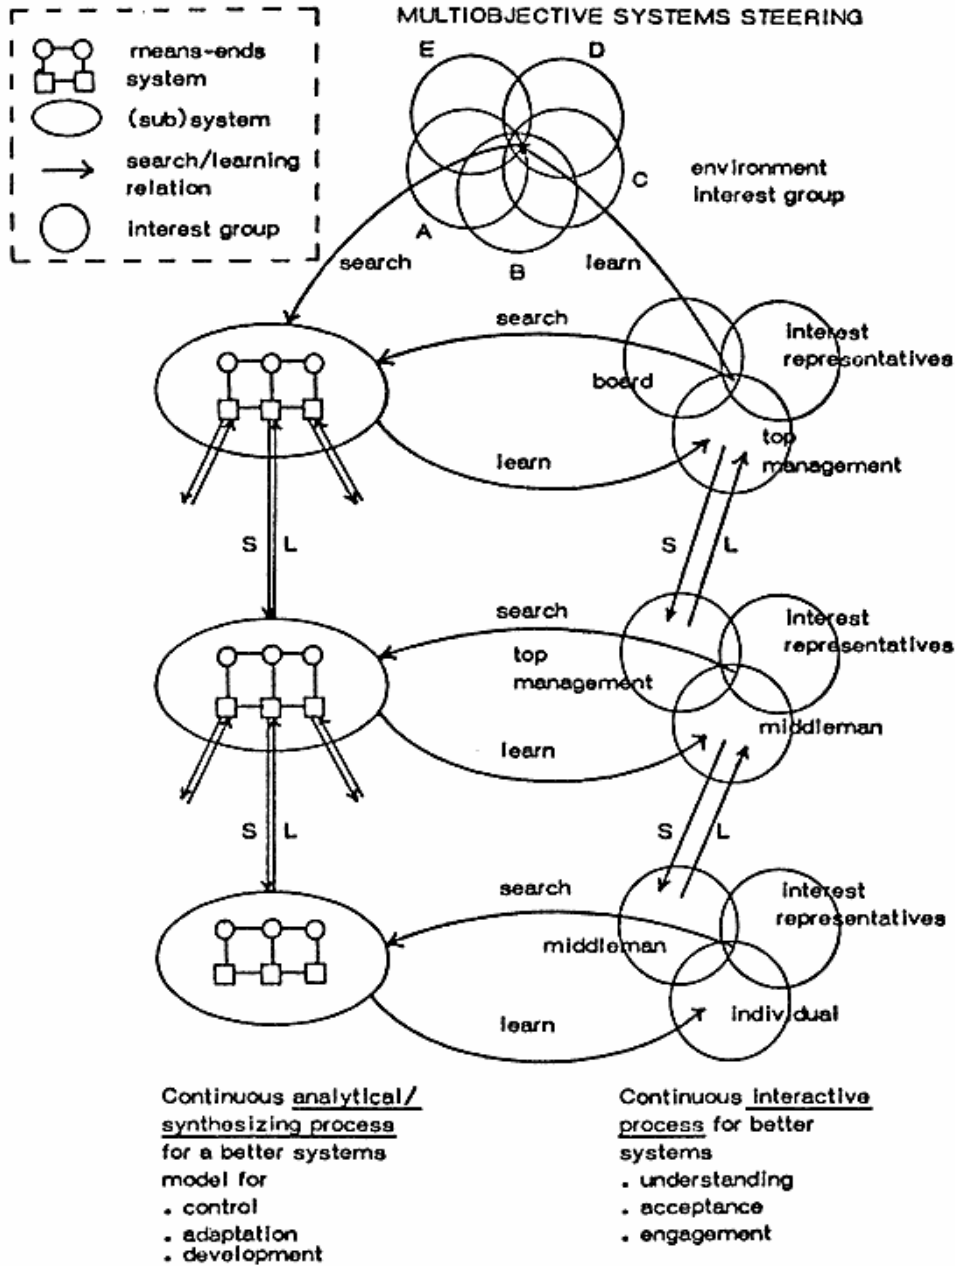 MULTIOBJECTIVE SYSTEMS STEERING
means-ends
system
(sub)system
search/learning
relation
interest group
E
D
C
A
B
environment
interest group
search
learn
search
interest
representatives
board
top
management
learn
S
L
S
L
search
interest
representatives
top
management
middleman
learn
S
L
S
L
search
interest
representatives
middleman
individual
learn
Continuous analytical/
synthesizing process
for a better systems
model for
. control
. adaptation
. development
Continuous interactive
process for better
systems
. understanding
. acceptance
. engagement